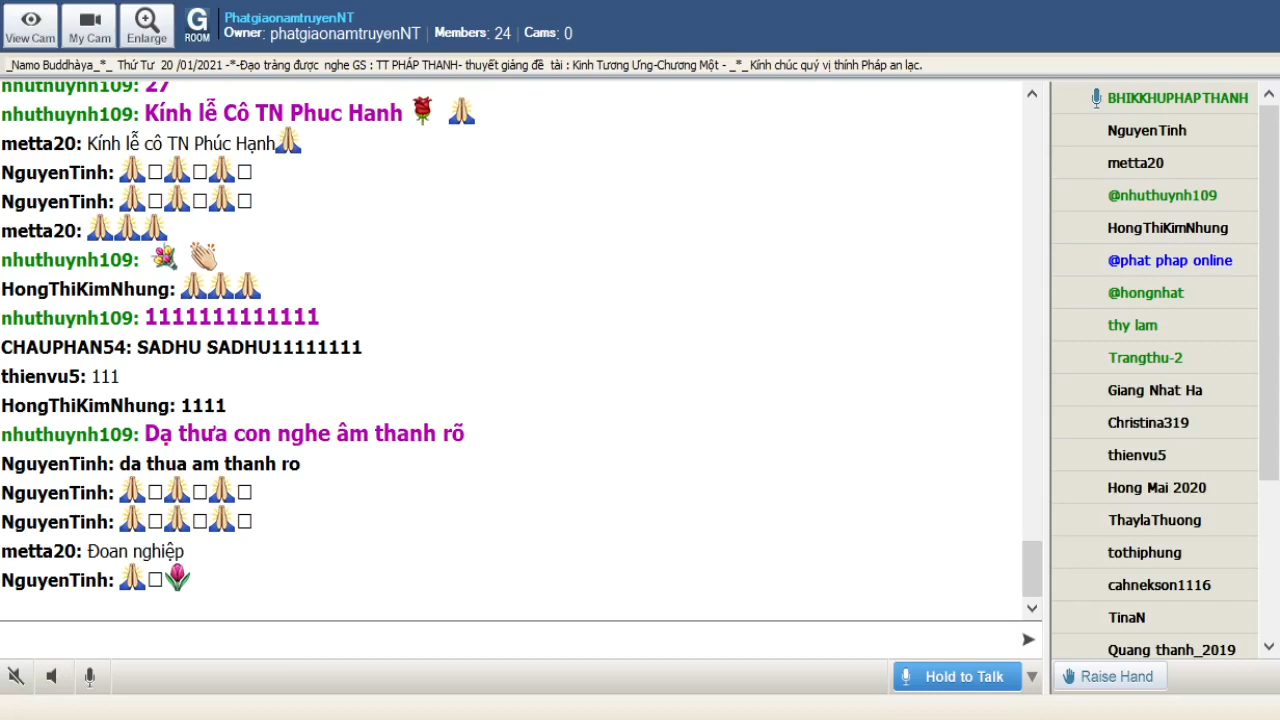 View Cam
My Cam
Enlarge
G
ROOM
PhatgiaonamtruyenNT
Owner: phatgiaonamtruyenNT | Members: 24 | Cams: 0
_Namo Buddhàya_*_ Thứ Tư 20 /01/2021 -*-Đạo tràng được nghe GS : TT PHÁP THANH- thuyết giảng đề tài : Kinh Tương Ưng-Chương Một - _*_Kính chúc quý vị thính Pháp an lạc.
nhuthuynh109: 27
nhuthuynh109: Kính lễ Cô TN Phuc Hanh 🌹 🙏
metta20: Kính lễ cô TN Phúc Hạnh🙏
NguyenTinh: 🙏□🙏□🙏□
NguyenTinh: 🙏□🙏□🙏□
metta20: 🙏🙏🙏
nhuthuynh109: 💐 👏
HongThiKimNhung: 🙏🙏🙏
nhuthuynh109: 1111111111111
CHAUPHAN54: SADHU SADHU11111111
thienvu5: 111
HongThiKimNhung: 1111
nhuthuynh109: Dạ thưa con nghe âm thanh rõ
NguyenTinh: da thua am thanh ro
NguyenTinh: 🙏□🙏□🙏□
NguyenTinh: 🙏□🙏□🙏□
metta20: Đoan nghiệp
NguyenTinh: 🙏□🌷
Hold to Talk
BHIKKHUPHAPTHANH
NguyenTinh
metta20
@nhuthuynh109
HongThiKimNhung
@phat phap online
@hongnhat
thy lam
Trangthu-2
Giang Nhat Ha
Christina319
thienvu5
Hong Mai 2020
ThaylaThuong
tothiphung
cahnekson1116
TinaN
Quang thanh_2019
Raise Hand